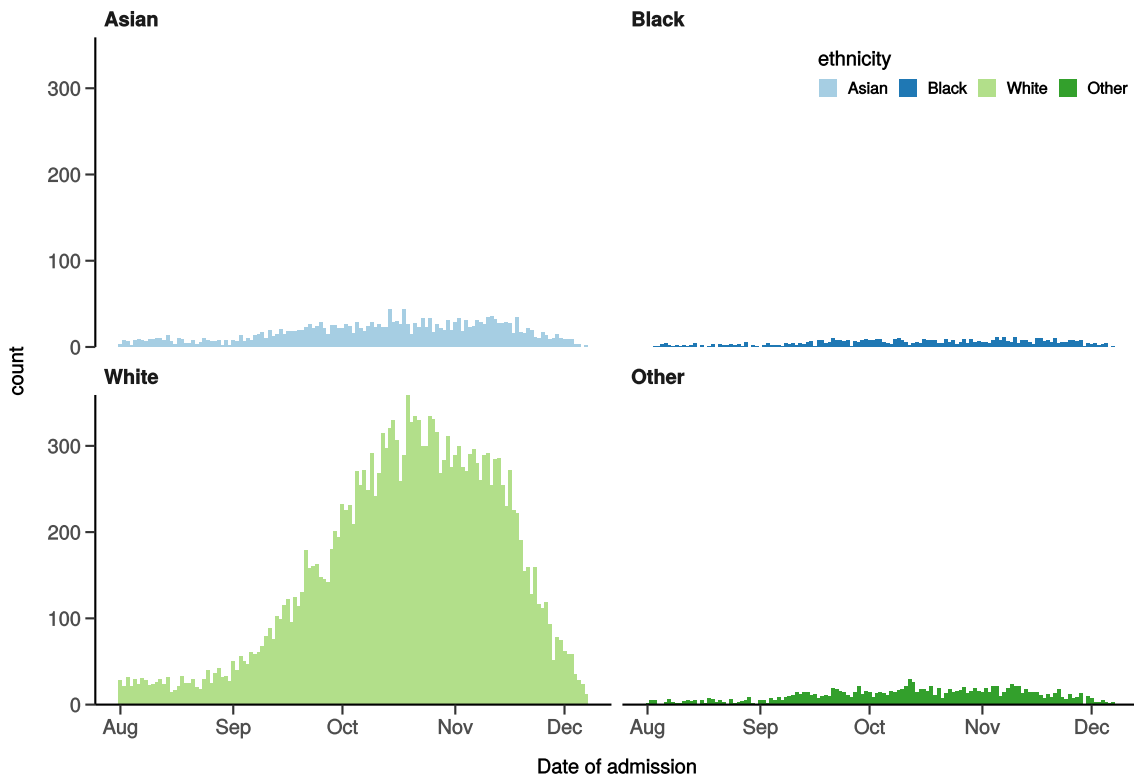 Asian
Black
ethnicity
Asian Black White Other
300
200
100
0
count
White
Other
300
200
100
0
Aug Sep Oct Nov Dec
Aug Sep Oct Nov Dec
Date of admission